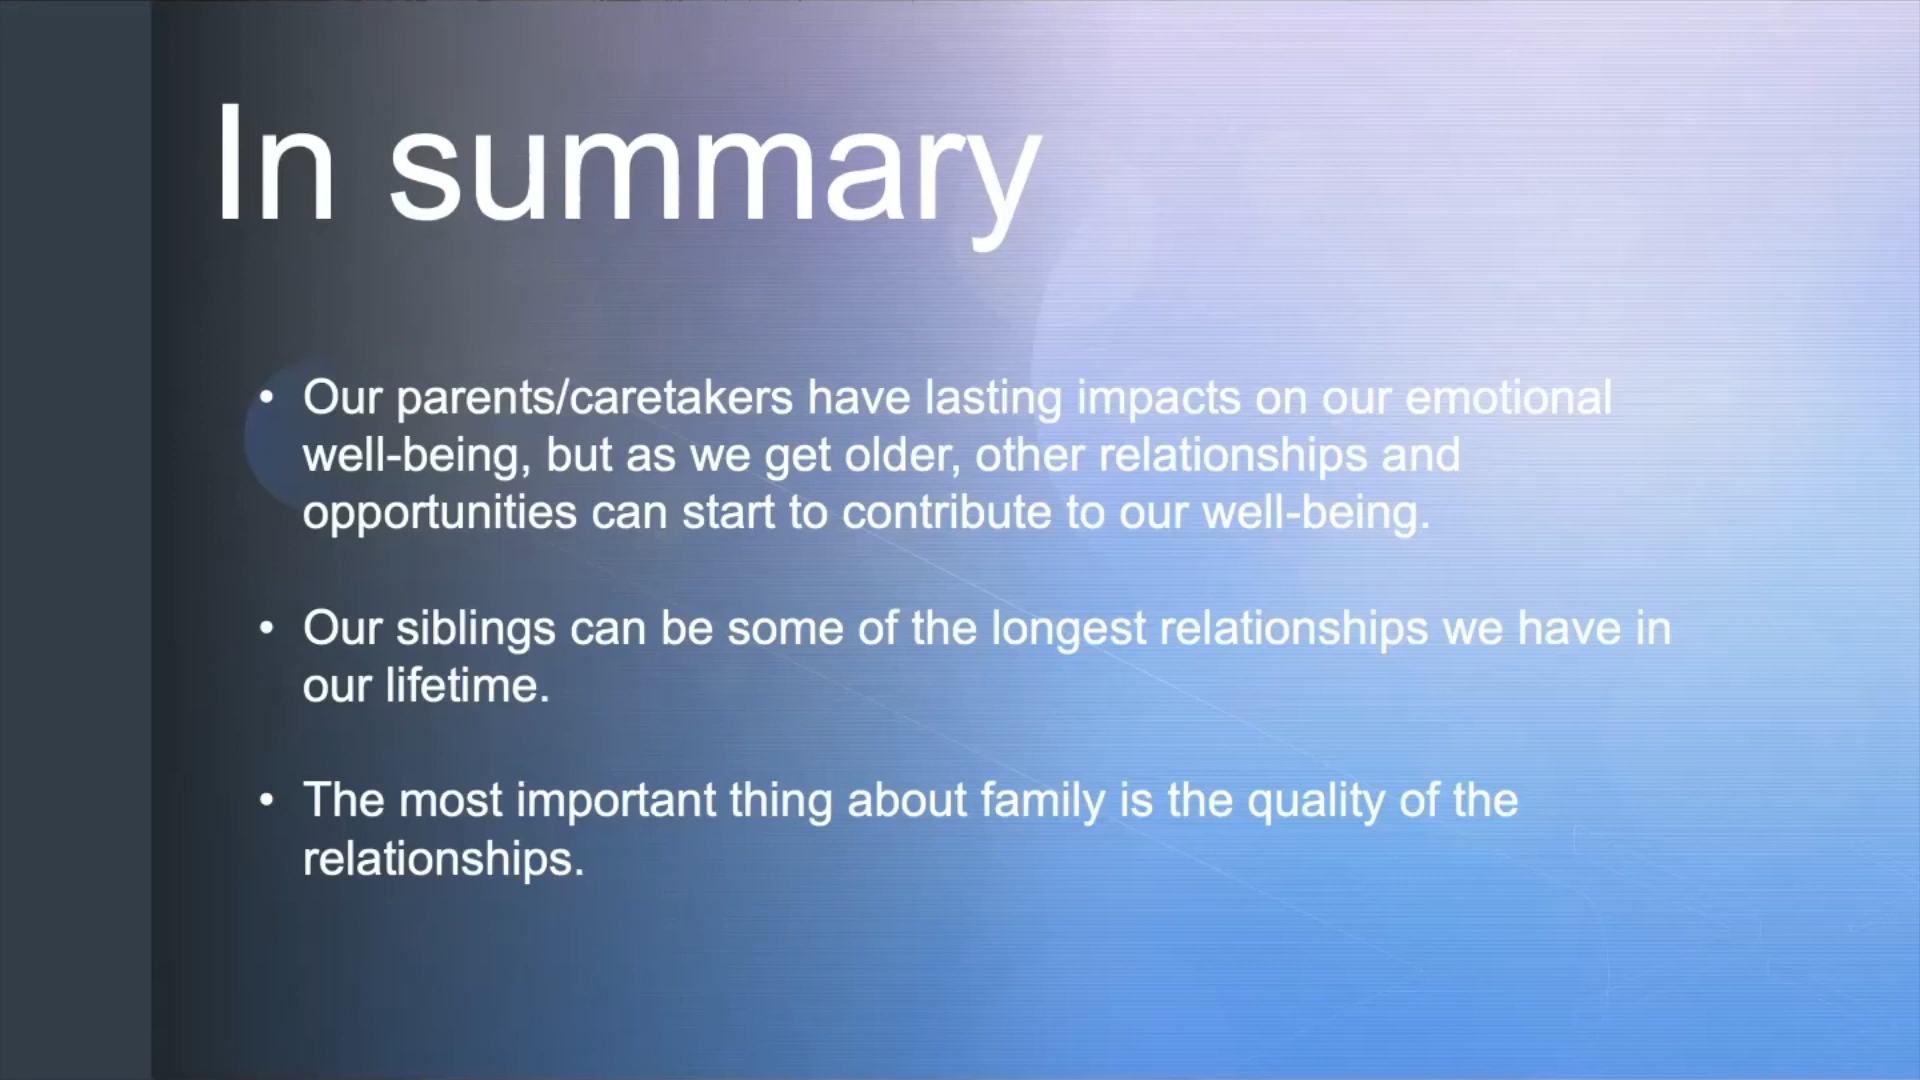 In summary
• Our parents/caretakers have lasting impacts on our emotional
well-being, but as we get older, other relationships and
opportunities can start to contribute to our well-being.
• Our siblings can be some of the longest relationships we have in
our lifetime.
• The most important thing about family is the quality of the
relationships.